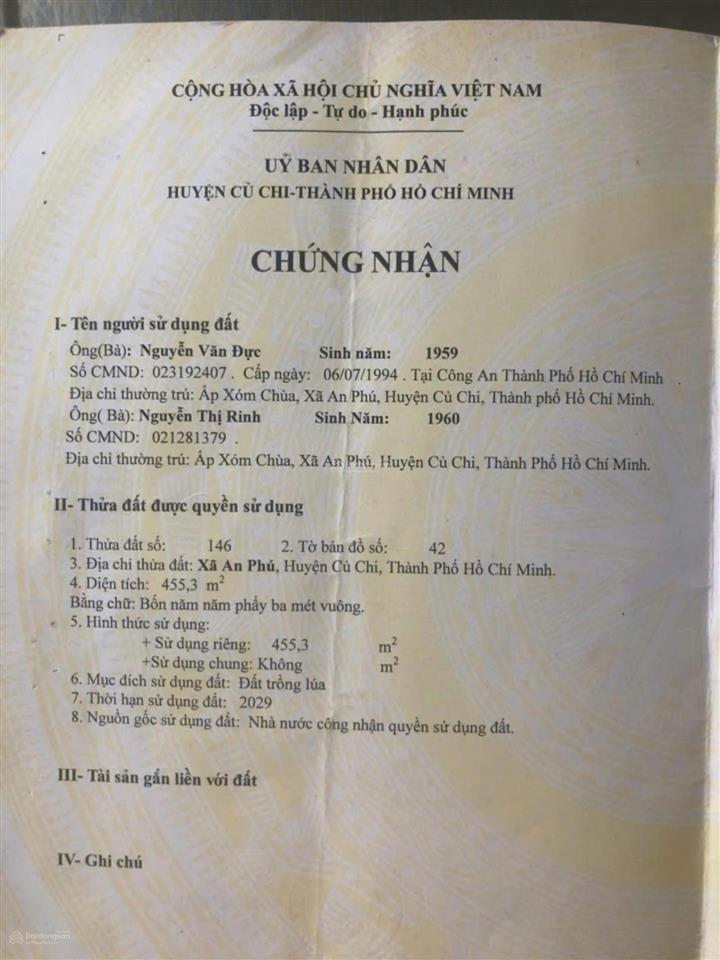 CỘNG HÒA XÃ HỘI CHỦ NGHĨA VIỆT NAM
Độc lập - Tự do - Hạnh phúc
UỶ BAN NHÂN DÂN
HUYỆN CỦ CHI-THÀNH PHỐ HỒ CHÍ MINH
CHỨNG NHẬN
I- Tên người sử dụng đất
Ông(Bà): Nguyễn Văn Đực Sinh năm: 1959
Số CMND: 023192407 . Cấp ngày: 06/07/1994 . Tại Công An Thành Phố Hồ Chí Minh .
Địa chỉ thường trú: Ấp Xóm Chùa, Xã An Phú, Huyện Củ Chi, Thành phố Hồ Chí Minh.
Ông( Bà): Nguyễn Thị Rinh Sinh Năm: 1960
Số CMND: 021281379 .
Địa chỉ thường trú: Ấp Xóm Chùa, Xã An Phú, Huyện Củ Chi, Thành Phố Hồ Chí Minh.
II- Thửa đất được quyền sử dụng
1. Thửa đất số: 146 2. Tờ bản đồ số: 42
3. Địa chỉ thửa đất: Xã An Phú, Huyện Củ Chi, Thành Phố Hồ Chí Minh.
4. Diện tích: 455,3 m²
Bằng chữ: Bốn năm năm phẩy ba mét vuông.
5. Hình thức sử dụng:
+ Sử dụng riêng: 455,3 m²
+Sử dụng chung: Không m²
6. Mục đích sử dụng đất: Đất trồng lúa
7. Thời hạn sử dụng đất: 2029
8. Nguồn gốc sử dụng đất: Nhà nước công nhận quyền sử dụng đất.
III- Tài sản gắn liền với đất
IV- Ghi chú
Batdongsan